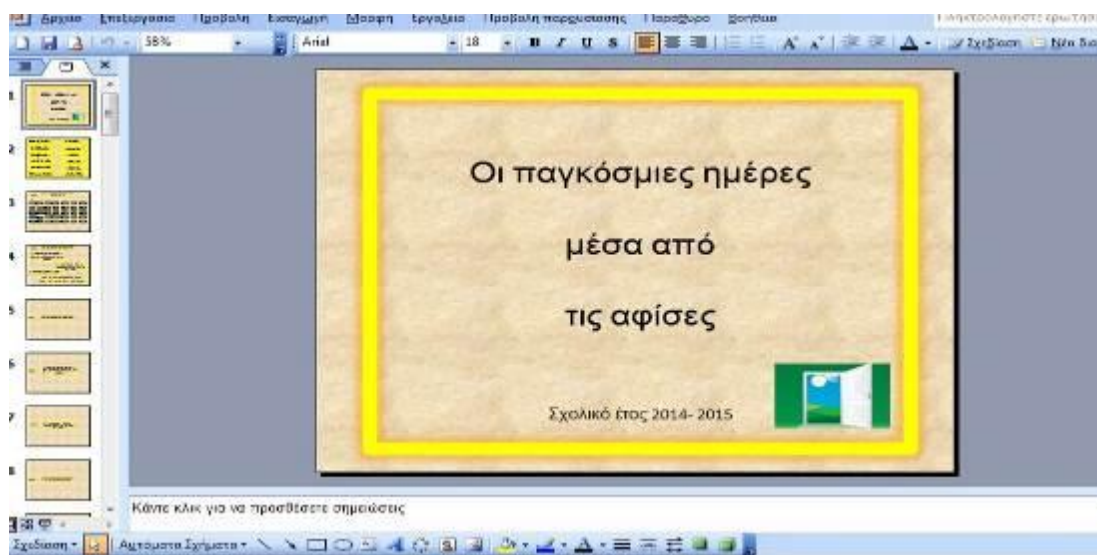 Αρχείο Επεξεργασία Προβολή Εισαγωγή Μορφή Εργαλεία Προβολή παρουσίασης Παράθυρο Βοήθεια
58% Arial 18 B I U S Σχεδίαση
Οι παγκόσμιες ημέρες
μέσα από
τις αφίσες
Σχολικό έτος 2014- 2015
Κάντε κλικ για να προσθέσετε σημειώσεις
Σχεδίαση Αυτόματα Σχήματα